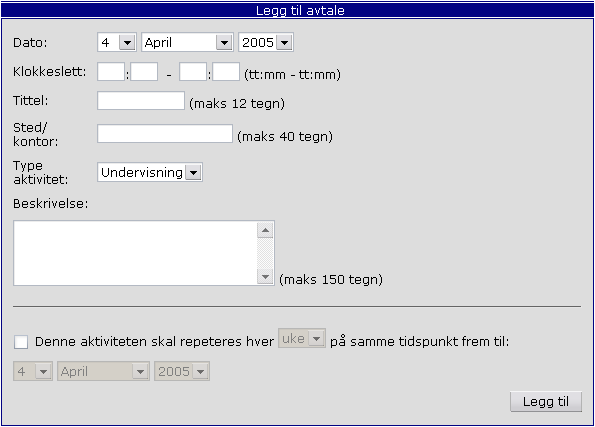 Legg til avtale
Dato: 4 April 2005
Klokkeslett: : - : (tt:mm - tt:mm)
Tittel: (maks 12 tegn)
Sted/
kontor: (maks 40 tegn)
Type
aktivitet: Undervisning
Beskrivelse:
(maks 150 tegn)
Denne aktiviteten skal repeteres hver uke på samme tidspunkt frem til:
4 April 2005
Legg til